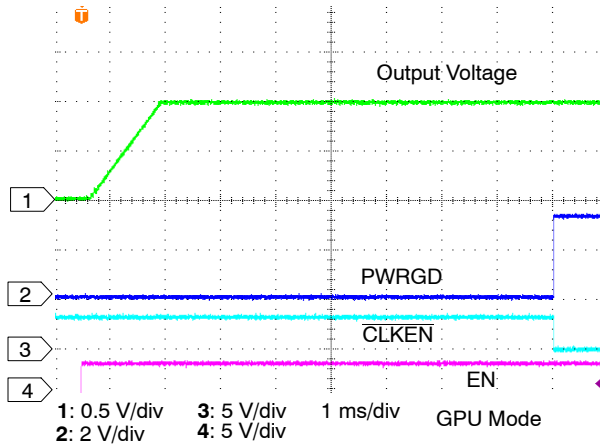 T
Output Voltage
1
PWRGD
2
CLKEN
3
EN
4
1: 0.5 V/div 3: 5 V/div 1 ms/div
2: 2 V/div 4: 5 V/div
GPU Mode